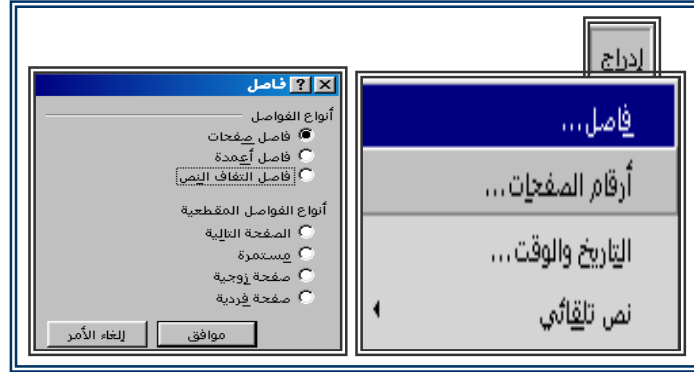 إدراج
فاصل...
أرقام الصفحات...
التاريخ والوقت...
نص تلقائي
فاصل
أنواع الفواصل
فاصل صفحات
فاصل أعمدة
فاصل التفاف النص
أنواع الفواصل المقطعية
الصفحة التالية
مستمرة
صفحة زوجية
صفحة فردية
موافق
إلغاء الأمر